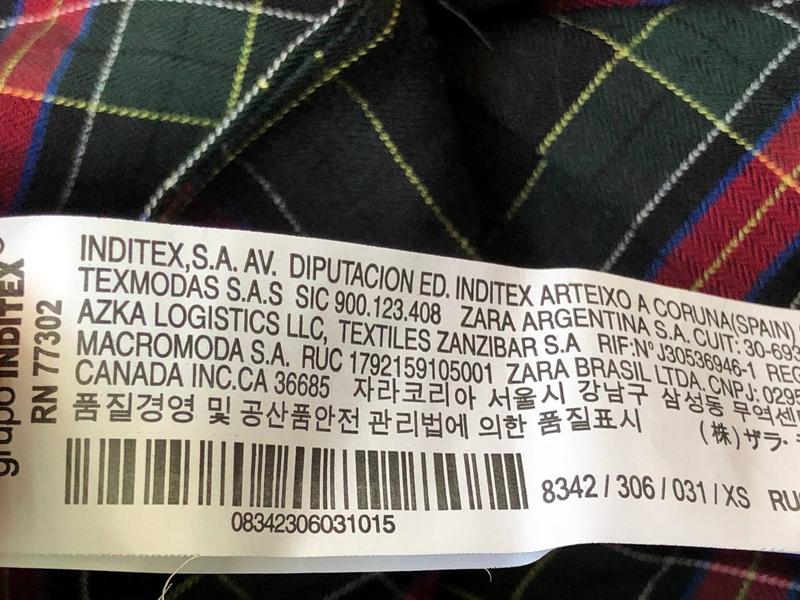 grupo INDITEX®
RN 77302
INDITEX,S.A. AV. DIPUTACION ED. INDITEX ARTEIXO A CORUNA(SPAIN)
TEXMODAS S.A.S SIC 900.123.408 ZARA ARGENTINA S.A. CUIT: 30-693
AZKA LOGISTICS LLC, TEXTILES ZANZIBAR S.A RIF:Nº J30536946-1 REG
MACROMODA S.A. RUC 1792159105001 ZARA BRASIL LTDA. CNPJ: 0295
CANADA INC.CA 36685 자라코리아 서울시 강남구 삼성동 무역센
품질경영 및 공산품안전 관리법에 의한 품질표시 (株)ザラ・
08342306031015
8342 / 306 / 031 / XS RU